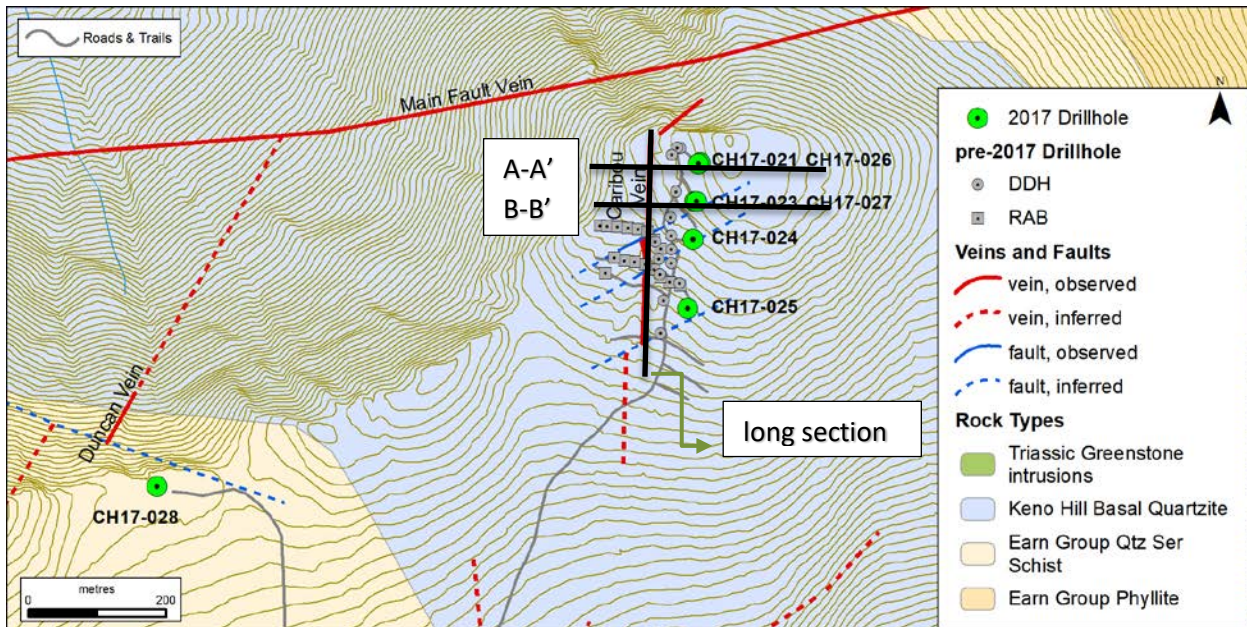 Roads & Trails
Main Fault Vein
N
Caribou
Vein
A-A’
B-B’
CH17-021 CH17-026
CH17-023 CH17-027
CH17-024
CH17-025
long section
Duncan Vein
CH17-028
metres
0 200
2017 Drillhole
pre-2017 Drillhole
DDH
RAB
Veins and Faults
vein, observed
vein, inferred
fault, observed
fault, inferred
Rock Types
Triassic Greenstone
intrusions
Keno Hill Basal Quartzite
Earn Group Qtz Ser
Schist
Earn Group Phyllite